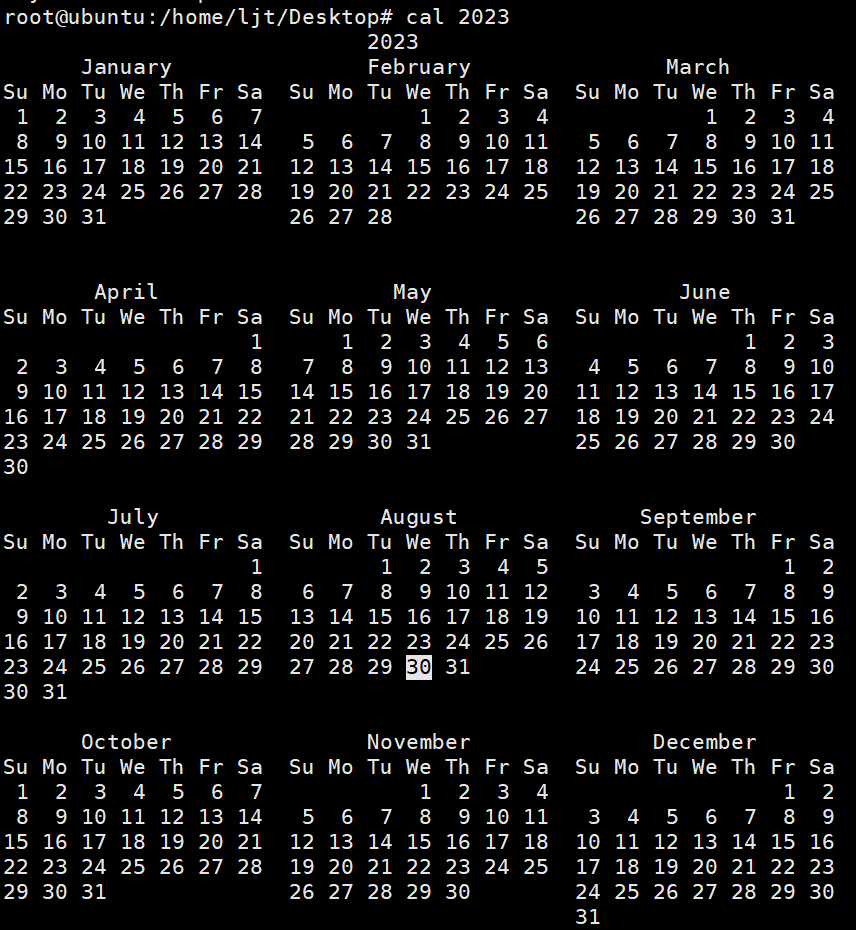 root@ubuntu:/home/ljt/Desktop# cal 2023
                            2023
      January               February               March
Su Mo Tu We Th Fr Sa  Su Mo Tu We Th Fr Sa  Su Mo Tu We Th Fr Sa
 1  2  3  4  5  6  7            1  2  3  4            1  2  3  4
 8  9 10 11 12 13 14   5  6  7  8  9 10 11   5  6  7  8  9 10 11
15 16 17 18 19 20 21  12 13 14 15 16 17 18  12 13 14 15 16 17 18
22 23 24 25 26 27 28  19 20 21 22 23 24 25  19 20 21 22 23 24 25
29 30 31              26 27 28              26 27 28 29 30 31
       April                  May                   June
Su Mo Tu We Th Fr Sa  Su Mo Tu We Th Fr Sa  Su Mo Tu We Th Fr Sa
                   1      1  2  3  4  5  6               1  2  3
 2  3  4  5  6  7  8   7  8  9 10 11 12 13   4  5  6  7  8  9 10
 9 10 11 12 13 14 15  14 15 16 17 18 19 20  11 12 13 14 15 16 17
16 17 18 19 20 21 22  21 22 23 24 25 26 27  18 19 20 21 22 23 24
23 24 25 26 27 28 29  28 29 30 31           25 26 27 28 29 30
30
        July                 August              September
Su Mo Tu We Th Fr Sa  Su Mo Tu We Th Fr Sa  Su Mo Tu We Th Fr Sa
                   1         1  2  3  4  5                  1  2
 2  3  4  5  6  7  8   6  7  8  9 10 11 12   3  4  5  6  7  8  9
 9 10 11 12 13 14 15  13 14 15 16 17 18 19  10 11 12 13 14 15 16
16 17 18 19 20 21 22  20 21 22 23 24 25 26  17 18 19 20 21 22 23
23 24 25 26 27 28 29  27 28 29 30 31        24 25 26 27 28 29 30
30 31
      October               November              December
Su Mo Tu We Th Fr Sa  Su Mo Tu We Th Fr Sa  Su Mo Tu We Th Fr Sa
 1  2  3  4  5  6  7            1  2  3  4                  1  2
 8  9 10 11 12 13 14   5  6  7  8  9 10 11   3  4  5  6  7  8  9
15 16 17 18 19 20 21  12 13 14 15 16 17 18  10 11 12 13 14 15 16
22 23 24 25 26 27 28  19 20 21 22 23 24 25  17 18 19 20 21 22 23
29 30 31              26 27 28 29 30        24 25 26 27 28 29 30
                                            31